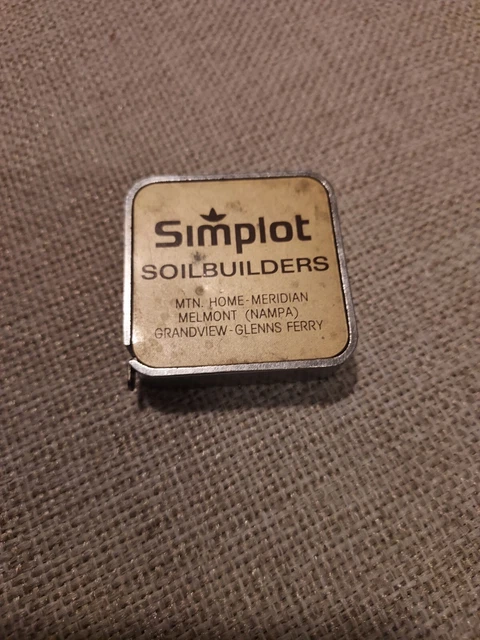 Simplot
SOILBUILDERS
MTN. HOME-MERIDIAN
MELMONT (NAMPA)
GRANDVIEW-GLENNS FERRY